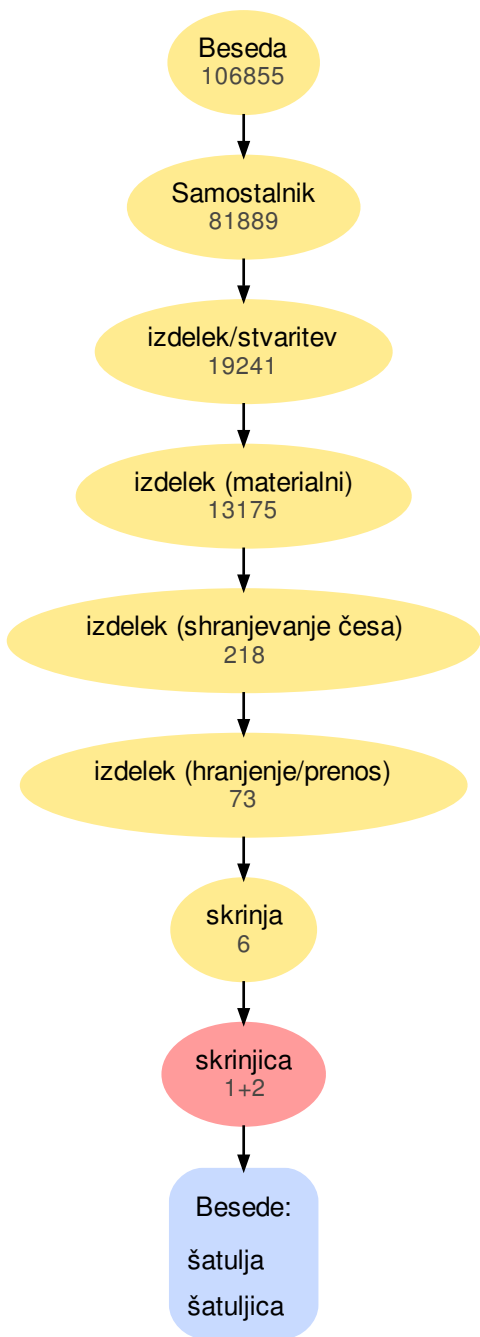 Beseda
106855
Samostalnik
81889
izdelek/stvaritev
19241
izdelek (materialni)
13175
izdelek (shranjevanje česa)
218
izdelek (hranjenje/prenos)
73
skrinja
6
skrinjica
1+2
Besede:
šatulja
šatuljica